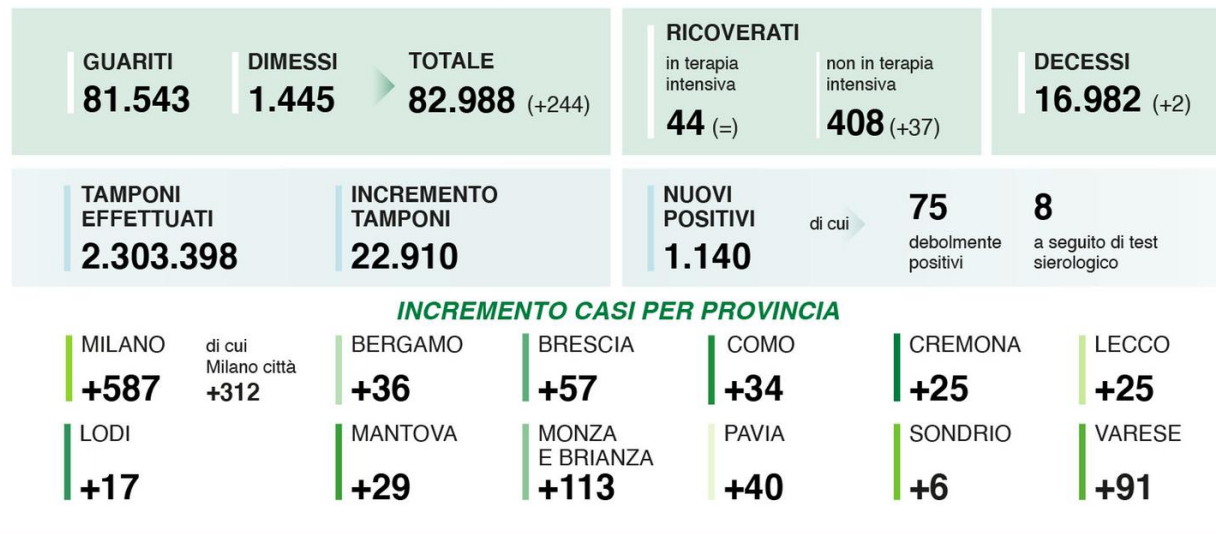 GUARITI
81.543
DIMESSI
1.445
TOTALE
82.988 (+244)
RICOVERATI
in terapia
intensiva
44 (=)
non in terapia
intensiva
408 (+37)
DECESSI
16.982 (+2)
TAMPONI
EFFETTUATI
2.303.398
INCREMENTO
TAMPONI
22.910
NUOVI
POSITIVI
1.140
di cui
75
debolmente
positivi
8
a seguito di test
sierologico
INCREMENTO CASI PER PROVINCIA
MILANO
+587
di cui
Milano città
+312
BERGAMO
+36
BRESCIA
+57
COMO
+34
CREMONA
+25
LECCO
+25
LODI
+17
MANTOVA
+29
MONZA
E BRIANZA
+113
PAVIA
+40
SONDRIO
+6
VARESE
+91